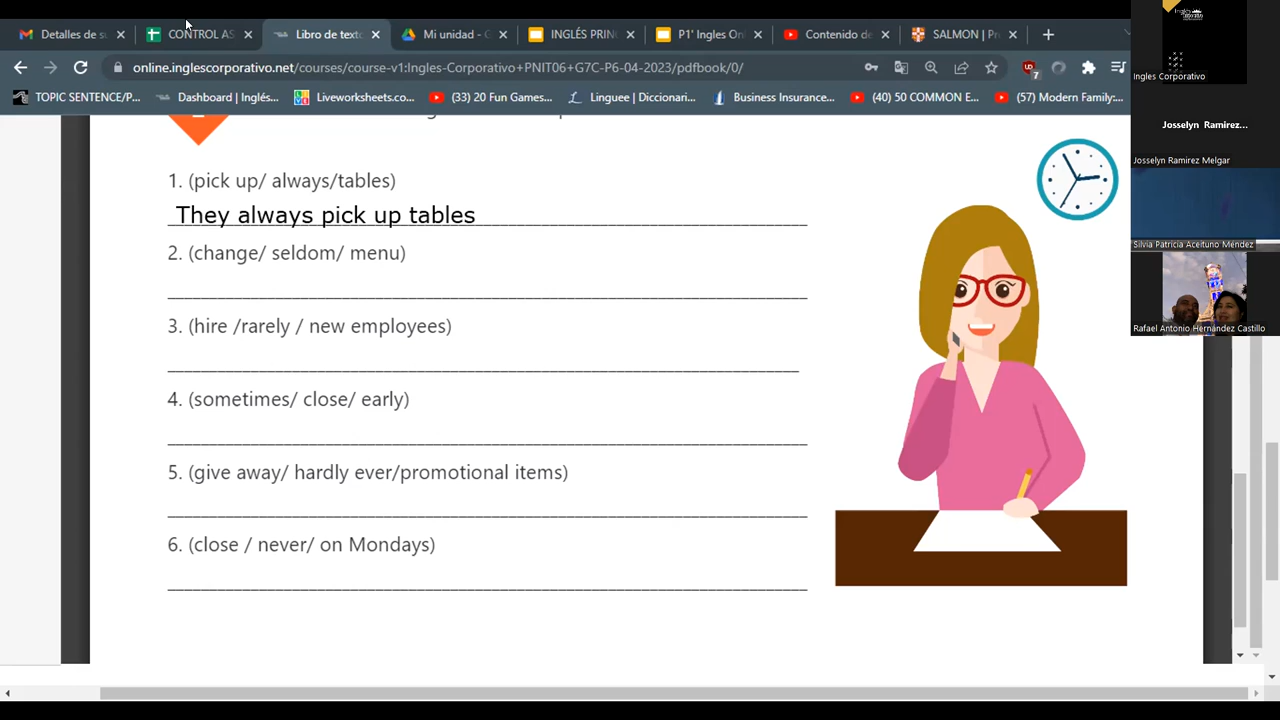 Detalles de su
CONTROL AS
Libro de texto
Mi unidad - G
INGLÉS PRIN
P1' Ingles On
Contenido de
SALMON | Pr
online.inglescorporativo.net/courses/course-v1:Ingles-Corporativo+PNIT06+G7C-P6-04-2023/pdfbook/0/
7
TOPIC SENTENCE/P...
Dashboard | Inglés...
Liveworksheets.co...
(33) 20 Fun Games...
Linguee | Diccionari...
Business Insurance...
(40) 50 COMMON E...
(57) Modern Family:...
1. (pick up/ always/tables)
They always pick up tables
2. (change/ seldom/ menu)
3. (hire /rarely / new employees)
4. (sometimes/ close/ early)
5. (give away/ hardly ever/promotional items)
6. (close / never/ on Mondays)
Ingles Corporativo
Josselyn Ramirez...
Josselyn Ramirez Melgar
Silvia Patricia Aceituno Méndez
Rafael Antonio Hernández Castillo